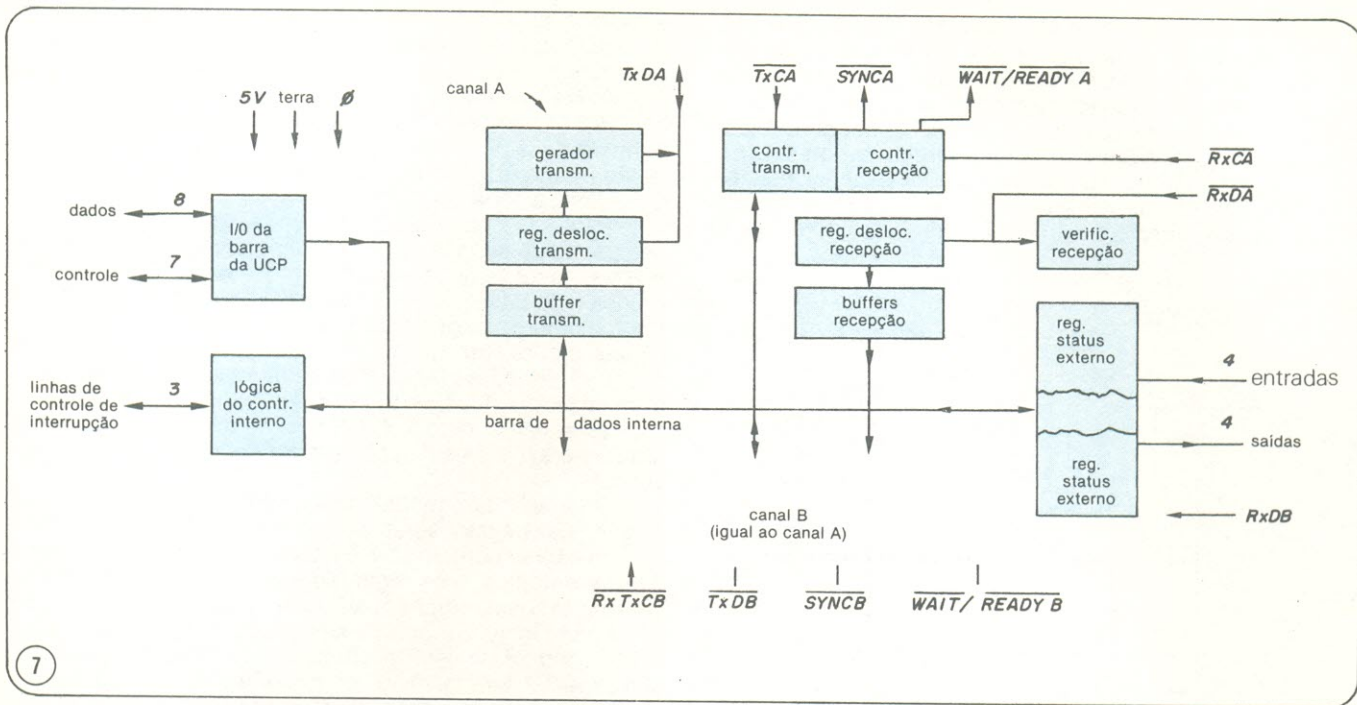 5V terra Ø
canal A
TxDA
TxCA
SYNCA
WAIT/READY A
gerador
transm.
contr.
transm.
contr.
recepção
RxCA
RxDA
dados
8
I/0 da
barra
da UCP
controle
7
reg. desloc.
transm.
reg. desloc.
recepção
verific.
recepção
buffer
transm.
buffers
recepção
reg.
status
externo
4
entradas
linhas de
controle de
interrupção
3
lógica
do contr.
interno
barra de dados interna
4
saídas
reg.
status
externo
RxDB
canal B
(igual ao canal A)
RxTxCB
TxDB
SYNCB
WAIT/ READY B
7